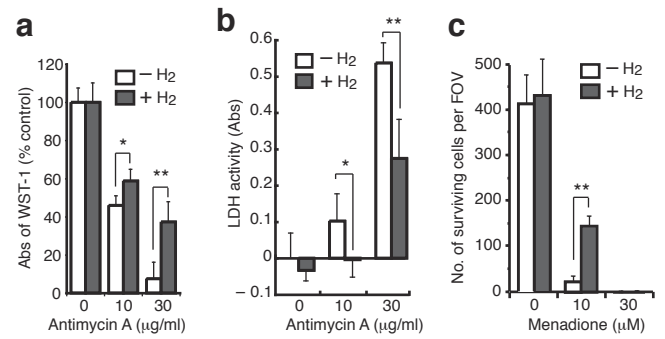 a
Abs of WST-1 (% control)
120
100
80
60
40
20
0
− H2
+ H2
*
**
0 10 30
Antimycin A (μg/ml)
b
LDH activity (Abs)
0.6
0.5
0.4
0.3
0.2
0.1
0
− 0.1
− H2
+ H2
*
**
0 10 30
Antimycin A (μg/ml)
c
No. of surviving cells per FOV
500
400
300
200
100
0
− H2
+ H2
**
0 10 30
Menadione (μM)